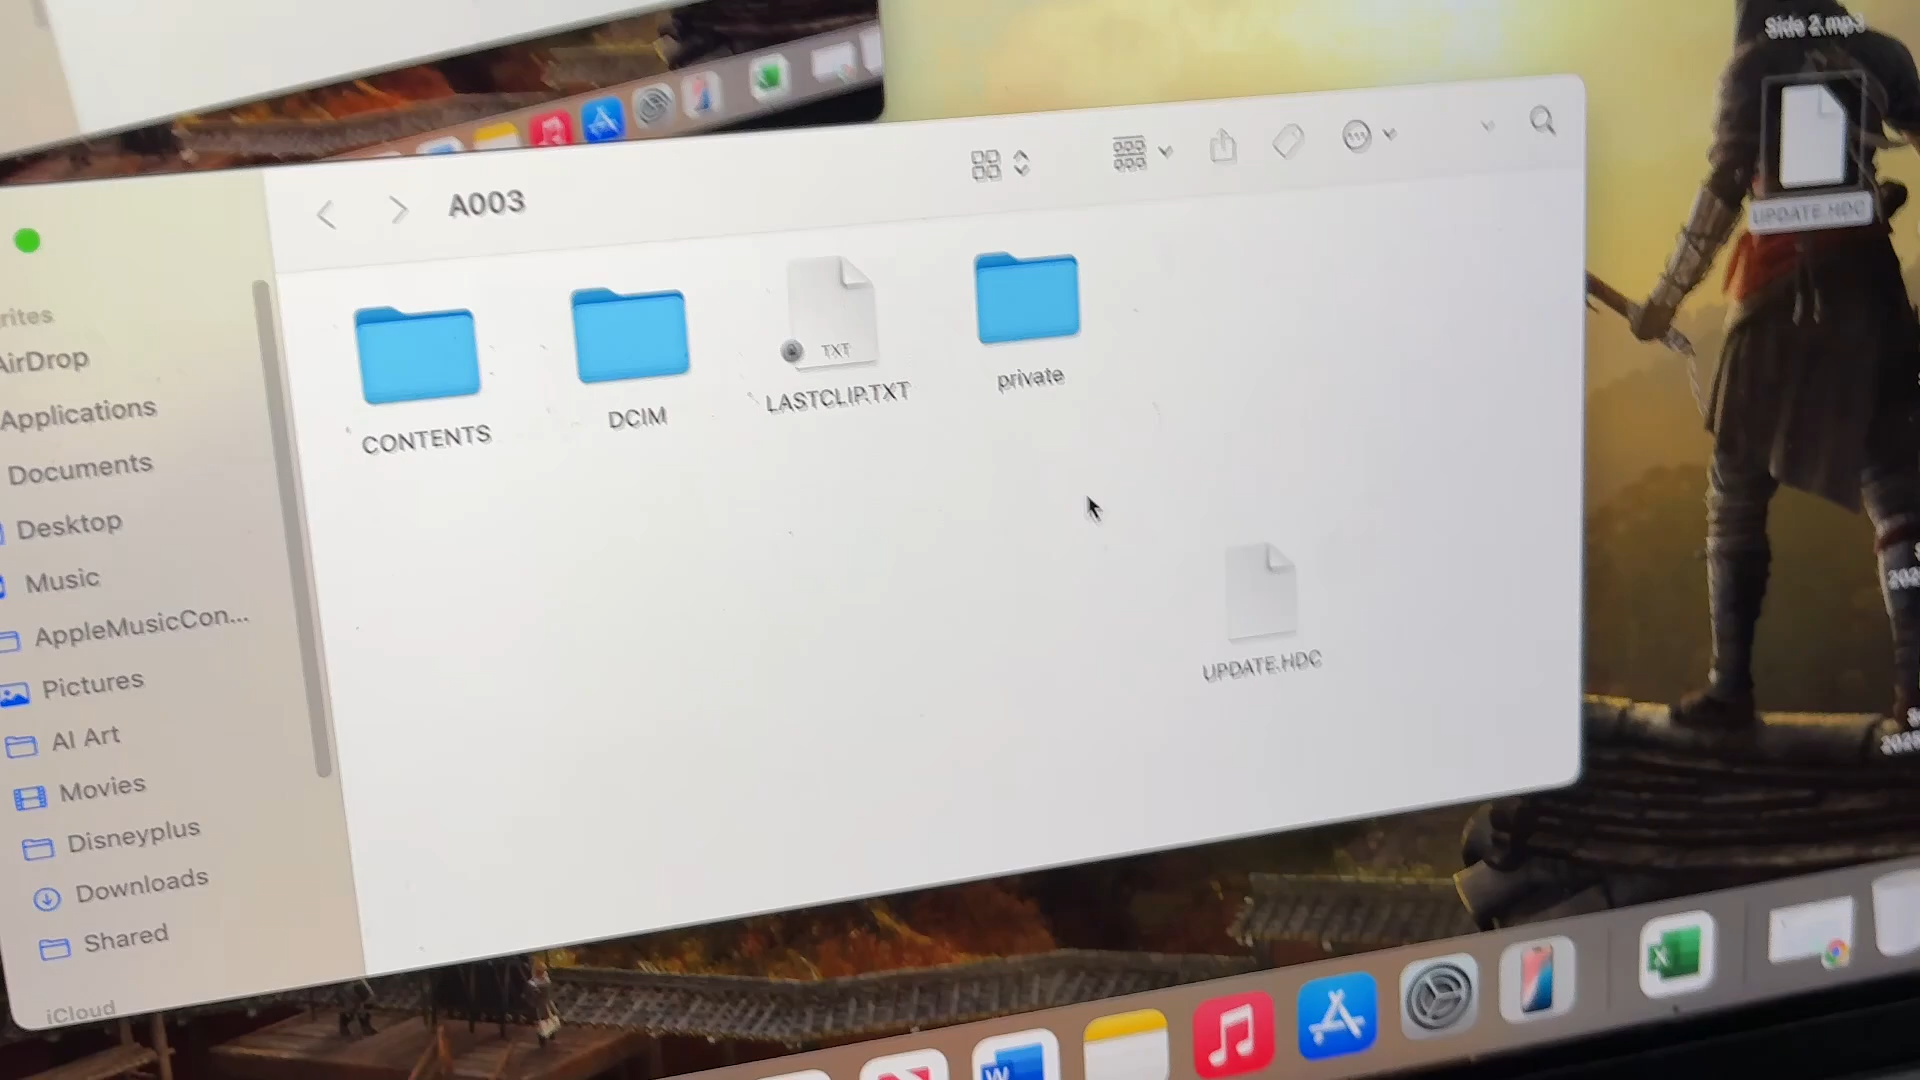 Side 2.mp3
UPDATE.HDC
A003
rites
AirDrop
Applications
Documents
Desktop
Music
AppleMusicCon...
Pictures
AI Art
Movies
Disneyplus
Downloads
Shared
iCloud
CONTENTS
DCIM
TXT
LASTCLIP.TXT
private
UPDATE.HDC